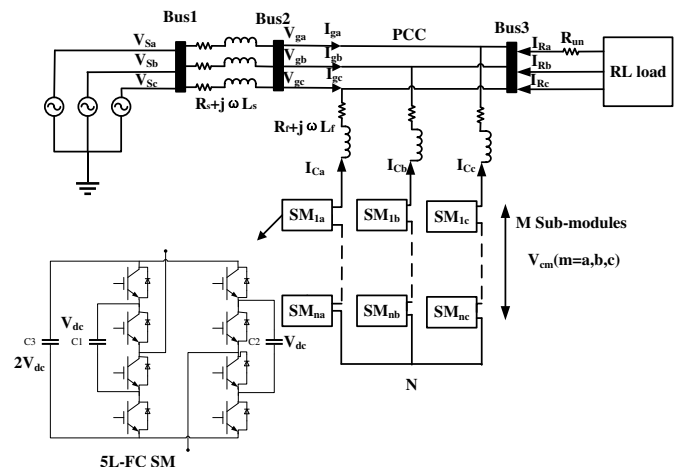 Bus1
Bus2
Bus3
V_Sa
V_Sb
V_Sc
R_s+j ω L_s
V_ga
V_gb
V_gc
I_ga
I_gb
I_gc
PCC
I_Ra
I_Rb
I_Rc
R_un
RL load
R_f+j ω L_f
I_Ca
I_Cb
I_Cc
SM_1a
SM_1b
SM_1c
M Sub-modules
V_cm(m=a,b,c)
SM_na
SM_nb
SM_nc
N
V_dc
C3
C1
C2
V_dc
2V_dc
5L-FC SM